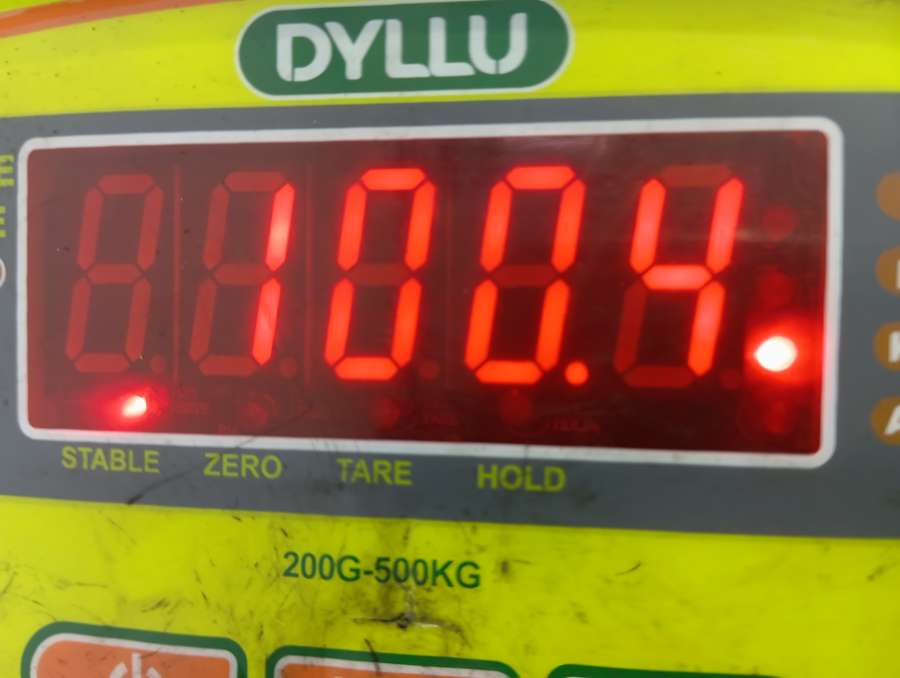 DYLLU
100.4
STABLE ZERO TARE HOLD
200G-500KG